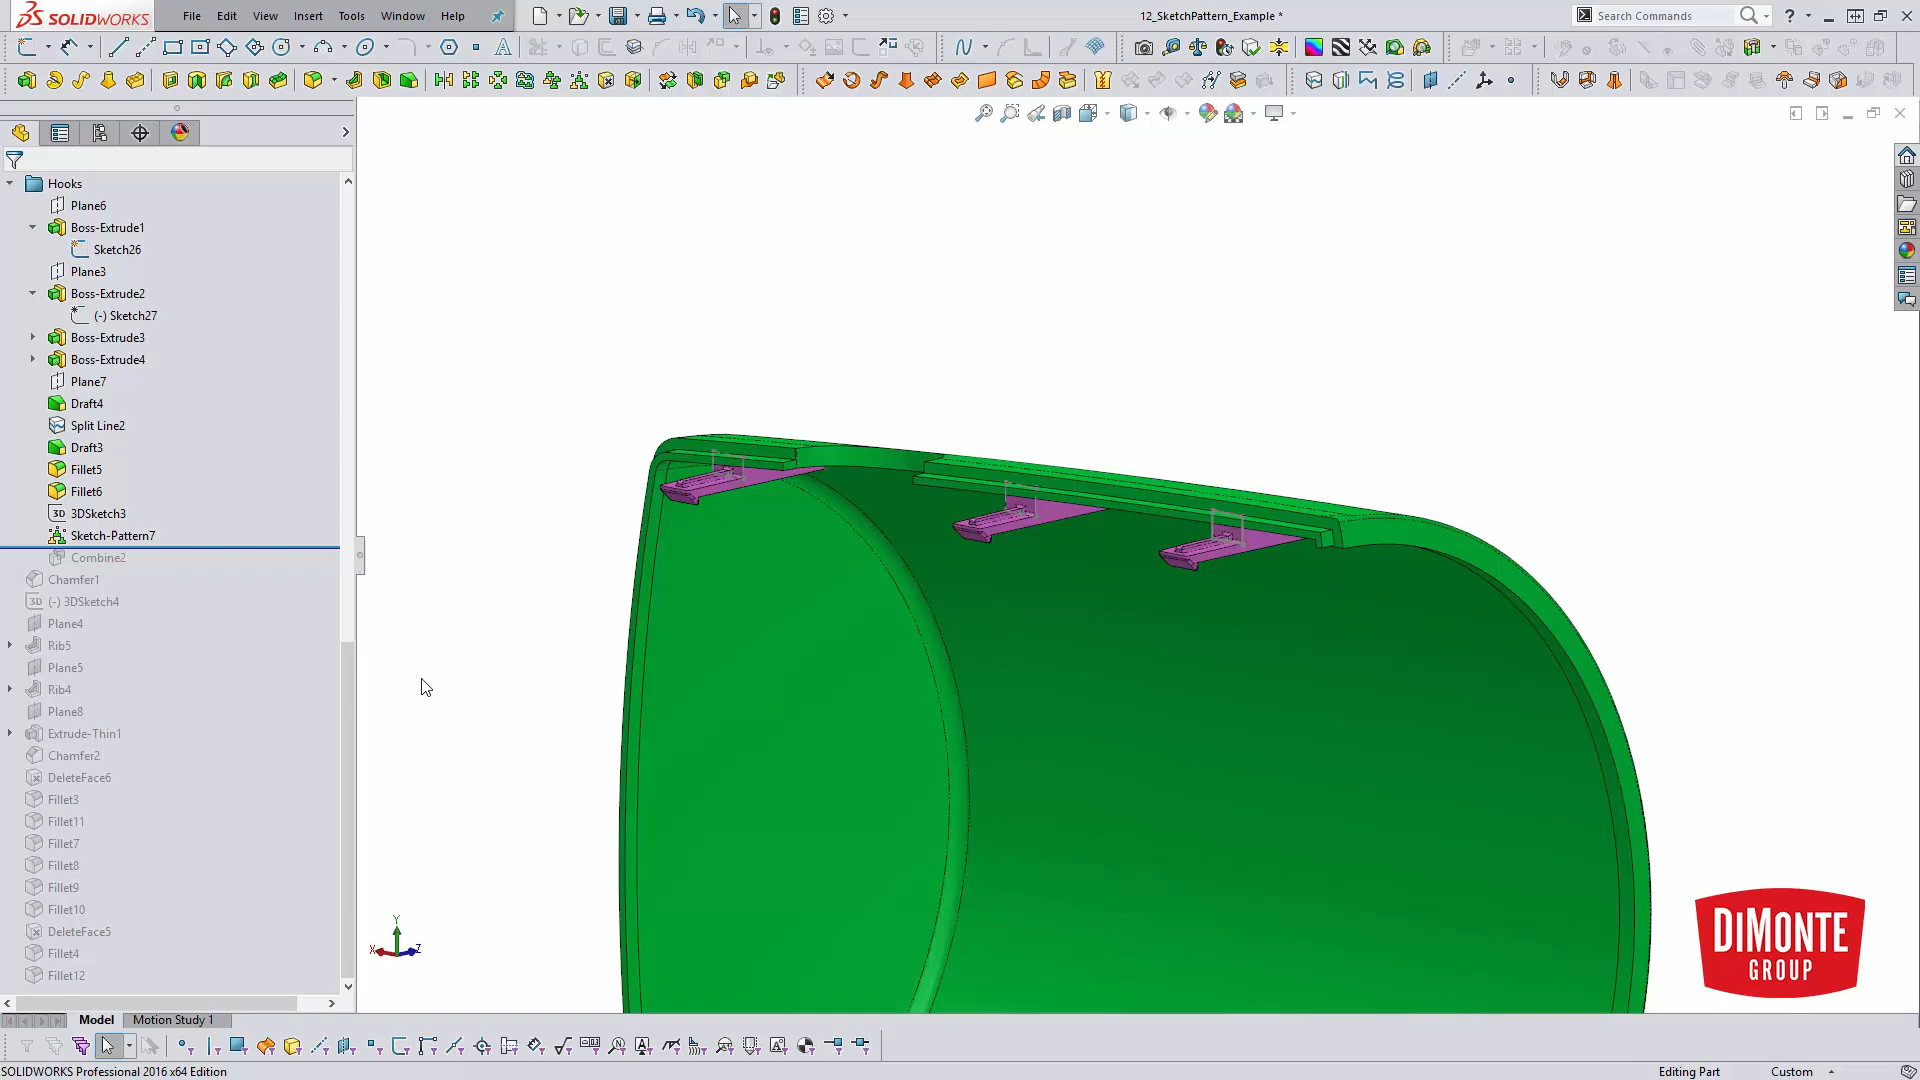 SOLIDWORKS
File Edit View Insert Tools Window Help
12_SketchPattern_Example *
Search Commands
Hooks
Plane6
Boss-Extrude1
Sketch26
Plane3
Boss-Extrude2
(-) Sketch27
Boss-Extrude3
Boss-Extrude4
Plane7
Draft4
Split Line2
Draft3
Fillet5
Fillet6
3D 3DSketch3
Sketch-Pattern7
Combine2
Chamfer1
3D (-) 3DSketch4
Plane4
Rib5
Plane5
Rib4
Plane8
Extrude-Thin1
Chamfer2
DeleteFace6
Fillet3
Fillet11
Fillet7
Fillet8
Fillet9
Fillet10
DeleteFace5
Fillet4
Fillet12
Y
X
Z
DIMONTE
GROUP
Model Motion Study 1
SOLIDWORKS Professional 2016 x64 Edition
Editing Part
Custom